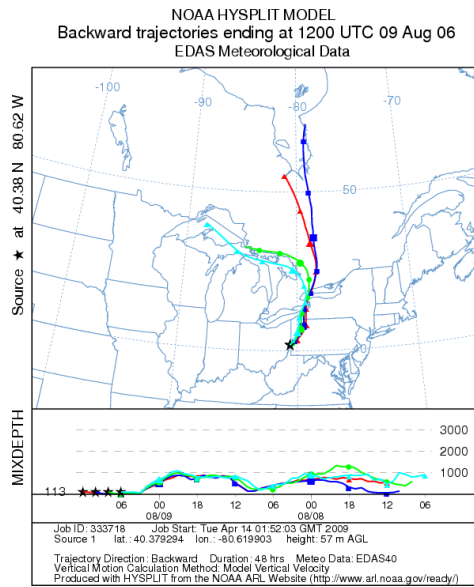 NOAA HYSPLIT MODEL
Backward trajectories ending at 1200 UTC 09 Aug 06
EDAS Meteorological Data
-100
-90
-80
-70
50
40
Source ★ at 40.38 N 80.62 W
MIXDEPTH
3000
2000
1000
113
06 00 18 12 06 00 18 12 06
08/09 08/08
Job ID: 333718 Job Start: Tue Apr 14 01:52:03 GMT 2009
Source 1 lat.: 40.379294 lon.: -80.619903 height: 57 m AGL
Trajectory Direction: Backward Duration: 48 hrs Meteo Data: EDAS40
Vertical Motion Calculation Method: Model Vertical Velocity
Produced with HYSPLIT from the NOAA ARL Website (http://www.arl.noaa.gov/ready/)